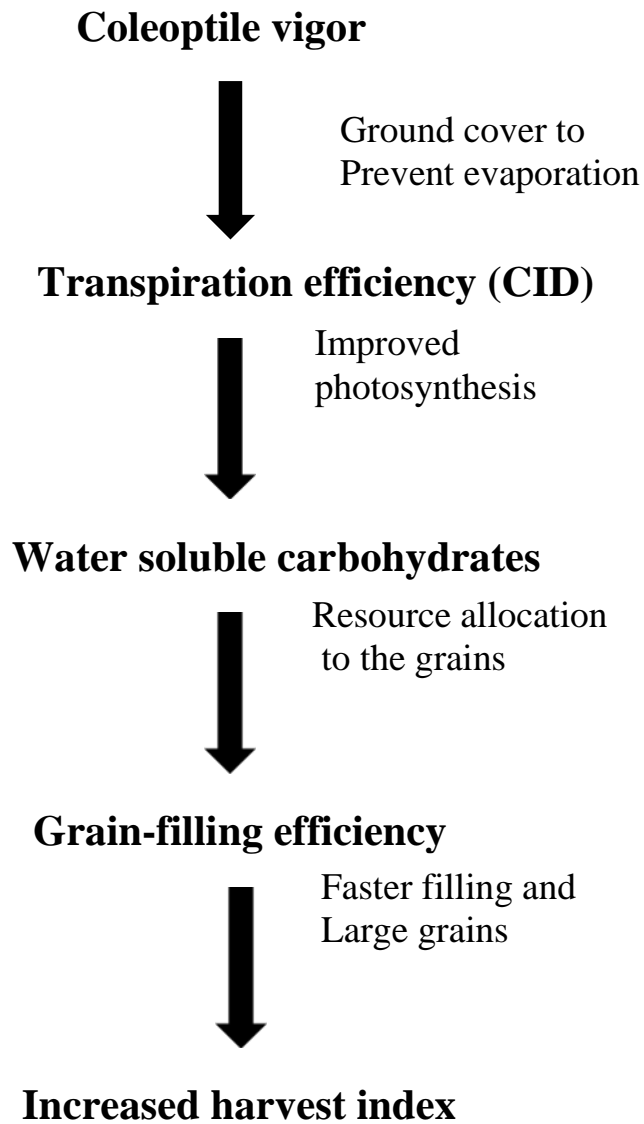 Coleoptile vigor
Ground cover to
Prevent evaporation
Transpiration efficiency (CID)
Improved
photosynthesis
Water soluble carbohydrates
Resource allocation
to the grains
Grain-filling efficiency
Faster filling and
Large grains
Increased harvest index